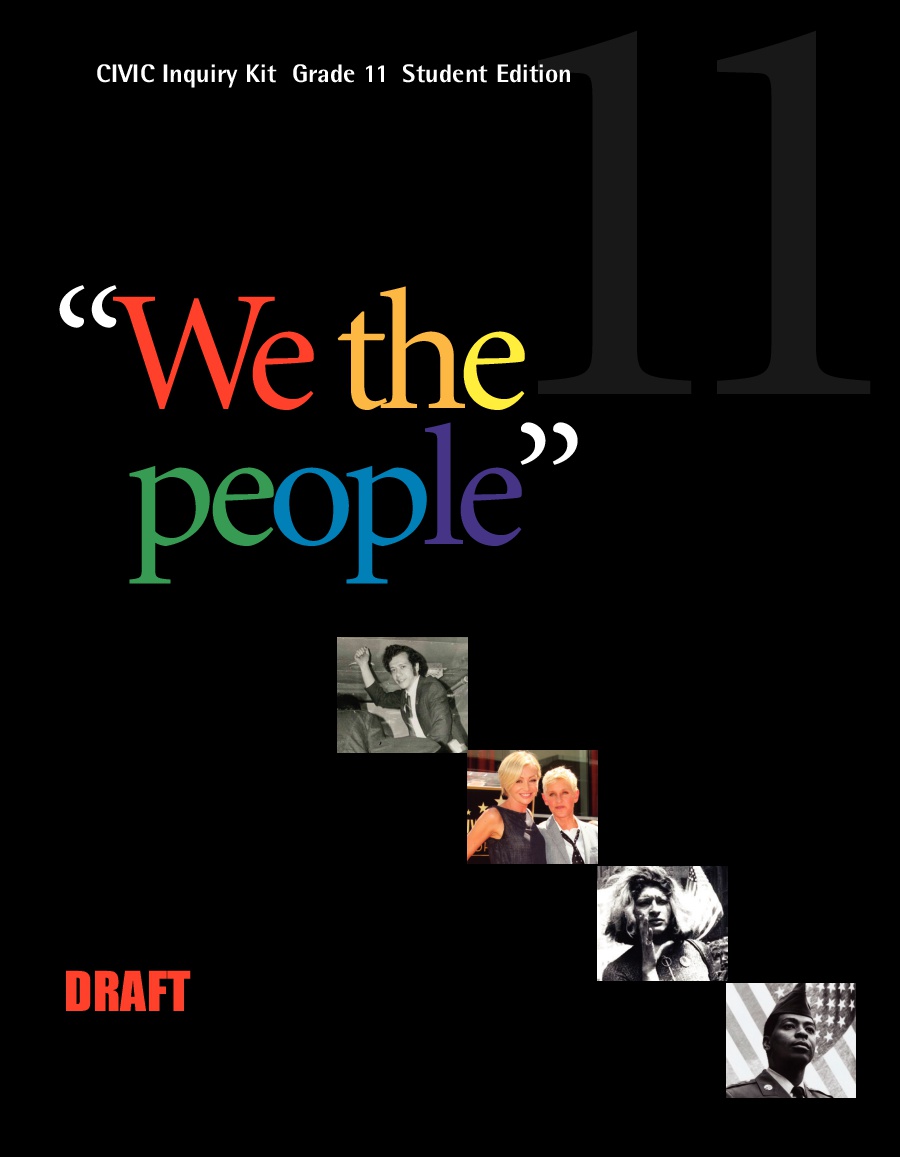 CIVIC Inquiry Kit Grade 11 Student Edition
11
“We the
people”
DRAFT